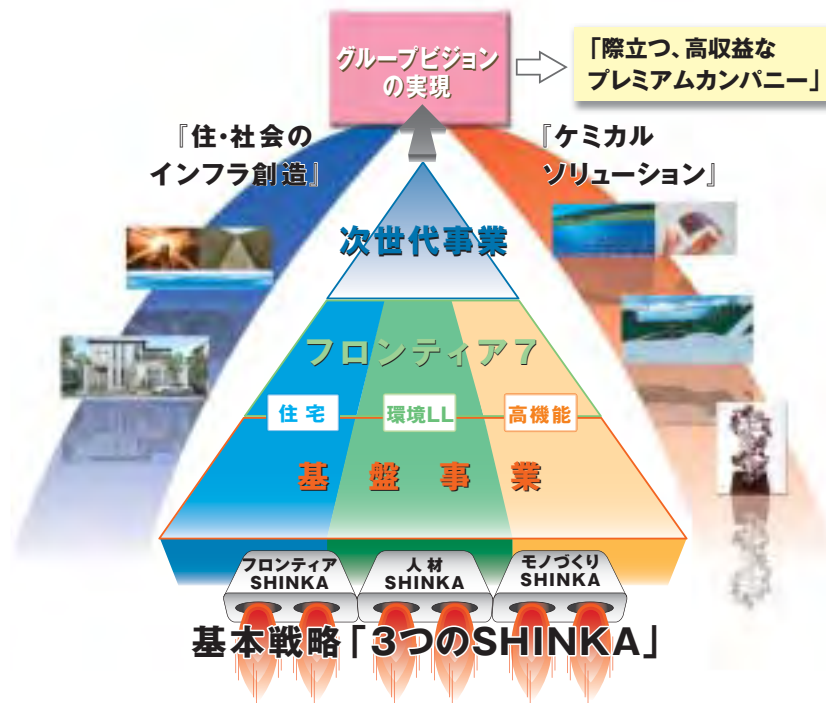 グループビジョン
の実現
「際立つ、高収益な
プレミアムカンパニー」
『住・社会の
インフラ創造』
『ケミカル
ソリューション』
次世代事業
フロンティア7
住宅
環境LL
高機能
基盤事業
フロンティア
SHINKA
人材
SHINKA
モノづくり
SHINKA
基本戦略「3つのSHINKA」